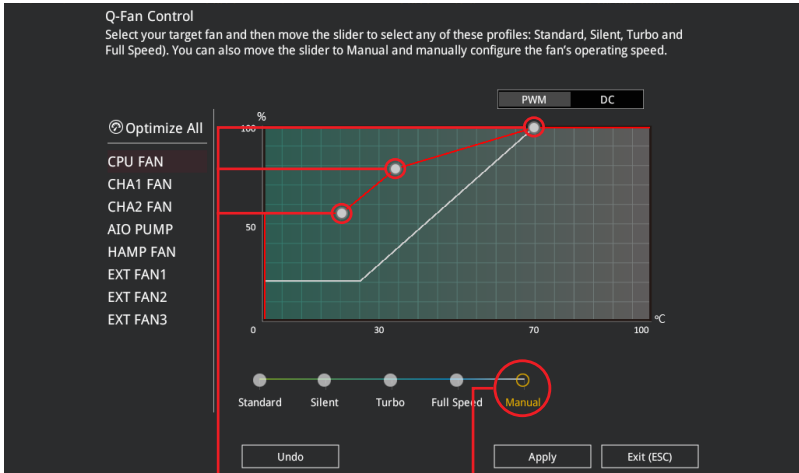 Q-Fan Control
Select your target fan and then move the slider to select any of these profiles: Standard, Silent, Turbo and
Full Speed). You can also move the slider to Manual and manually configure the fan's operating speed.
PWM DC
Optimize All
CPU FAN
CHA1 FAN
CHA2 FAN
AIO PUMP
HAMP FAN
EXT FAN1
EXT FAN2
EXT FAN3
%
100
50
0 30 70 100
℃
Standard Silent Turbo Full Speed Manual
Undo Apply Exit (ESC)